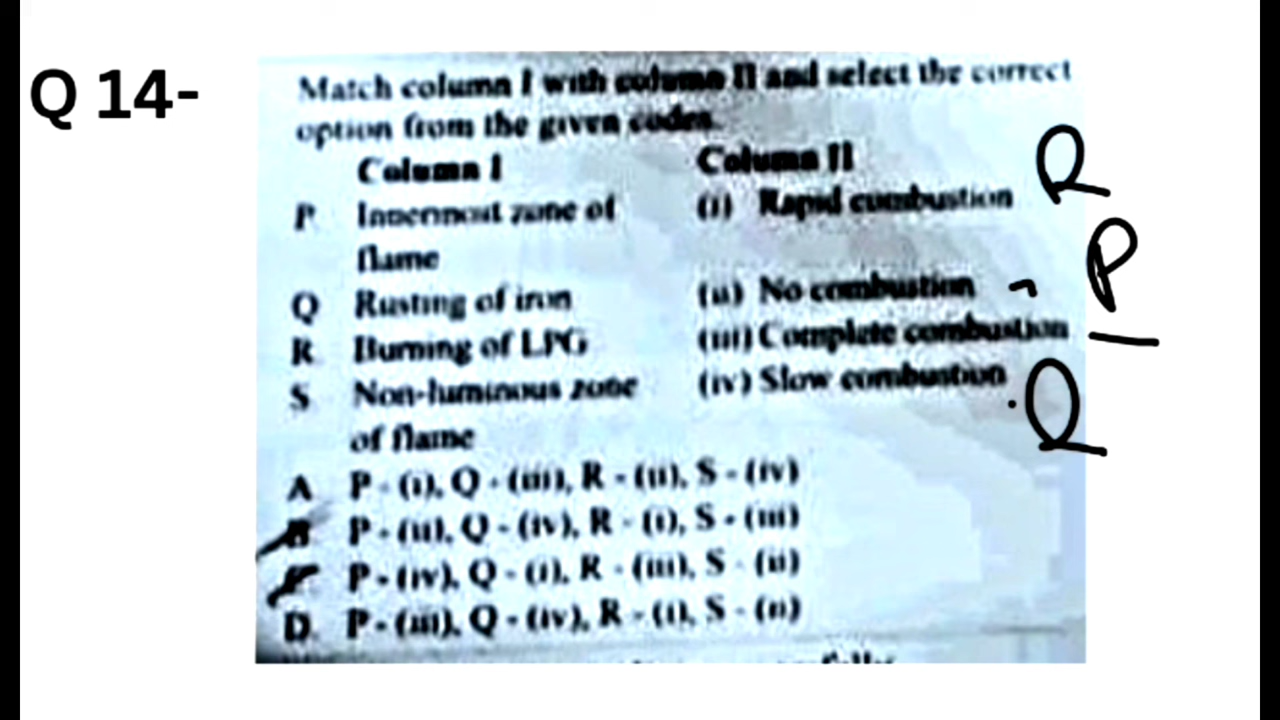 Q 14-
Match column I with column II and select the correct
option from the given codes.
Column I Column II
P. Innermost zone of (i) Rapid combustion R
flame
Q Rusting of iron (ii) No combustion - P
R Burning of LPG (iii) Complete combustion -
S Non-luminous zone (iv) Slow combustion . Q
of flame
A P - (i), Q - (iii), R - (ii), S - (iv)
B P - (ii), Q - (iv), R - (i), S - (iii)
C P - (iv), Q - (i), R - (iii), S - (ii)
D. P - (iii), Q - (iv), R - (i), S - (ii)